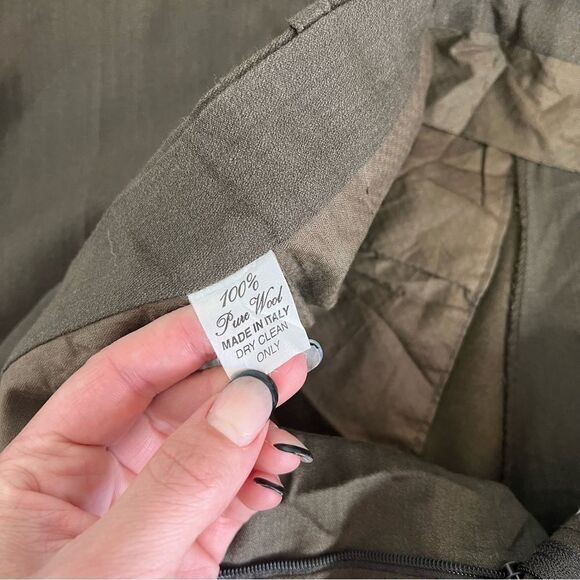 100%
Pure Wool
MADE IN ITALY
DRY CLEAN
ONLY